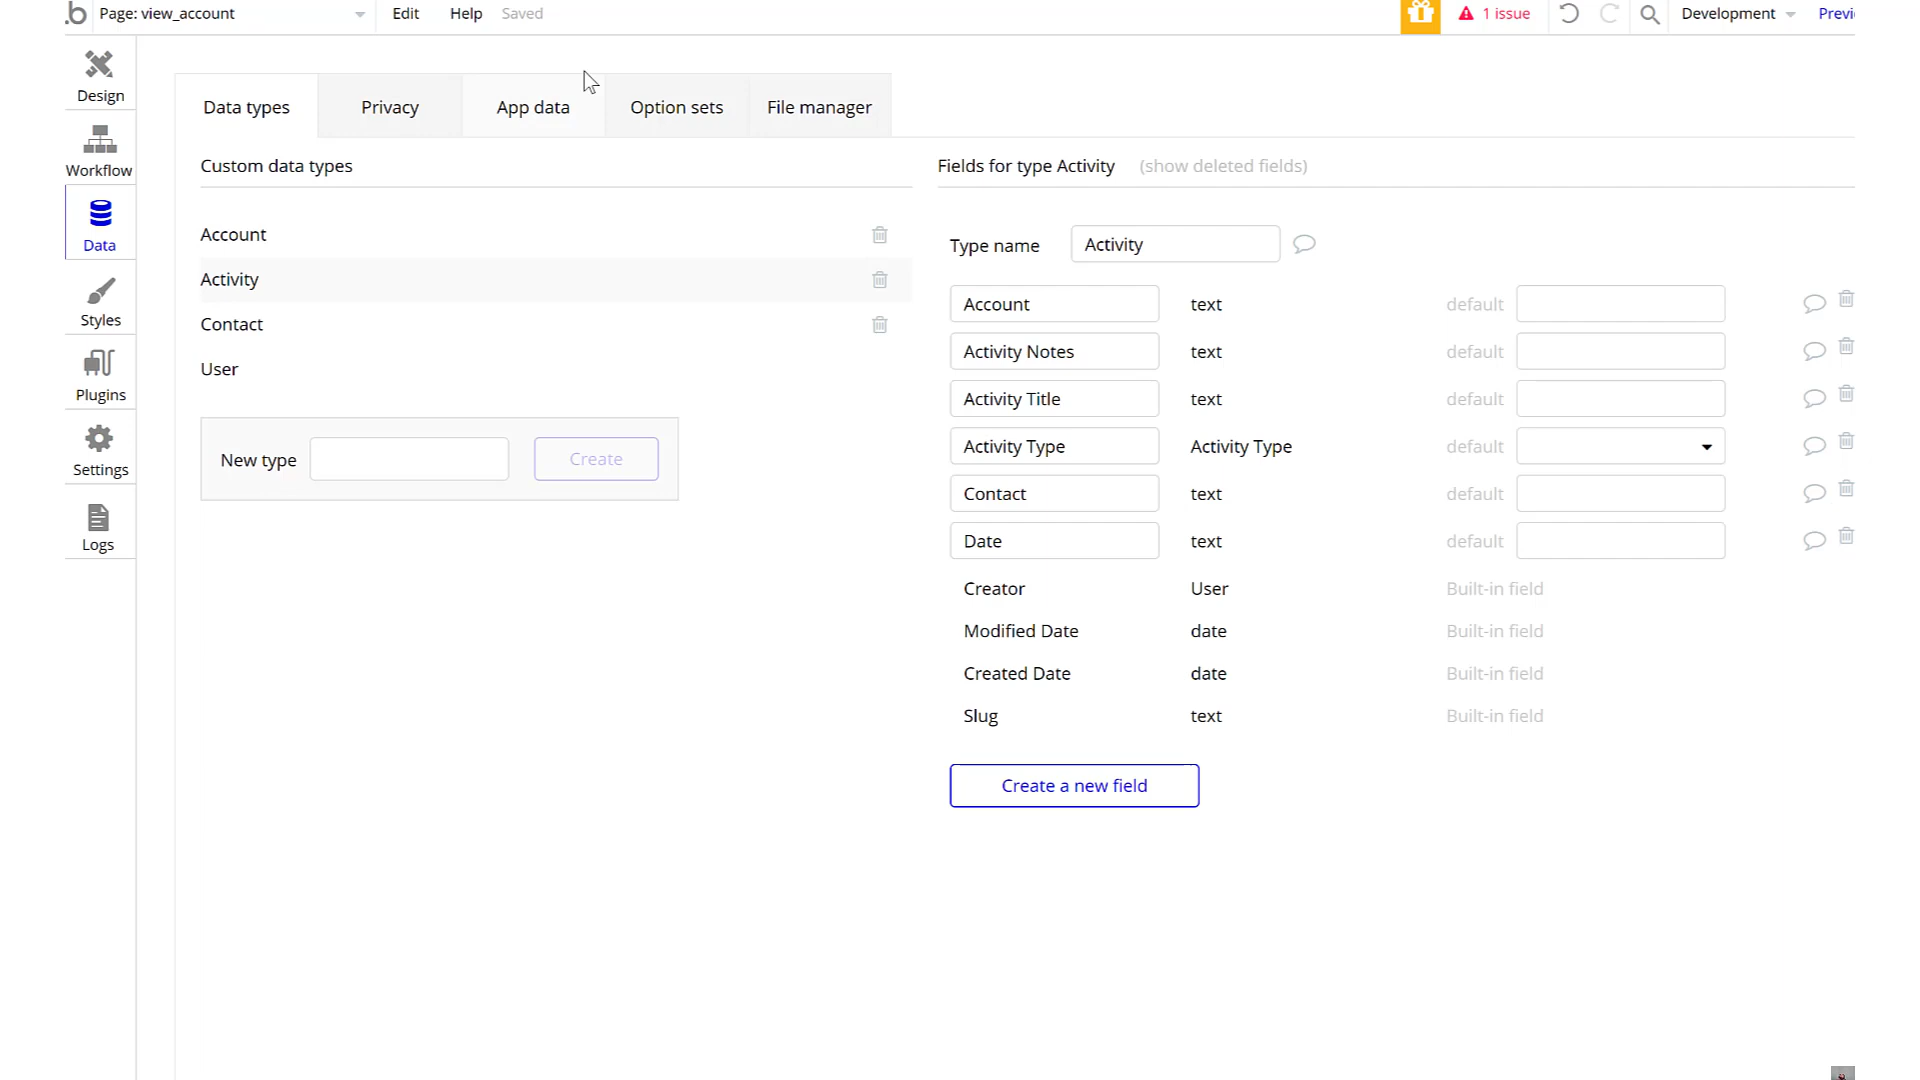 .b Page: view_account Edit Help Saved 1 issue Development
Design
Workflow
Data
Styles
Plugins
Settings
Logs
Data types Privacy App data Option sets File manager
Custom data types
Account
Activity
Contact
User
New type Create
Fields for type Activity (show deleted fields)
Type name Activity
Account text default
Activity Notes text default
Activity Title text default
Activity Type Activity Type default
Contact text default
Date text default
Creator User Built-in field
Modified Date date Built-in field
Created Date date Built-in field
Slug text Built-in field
Create a new field